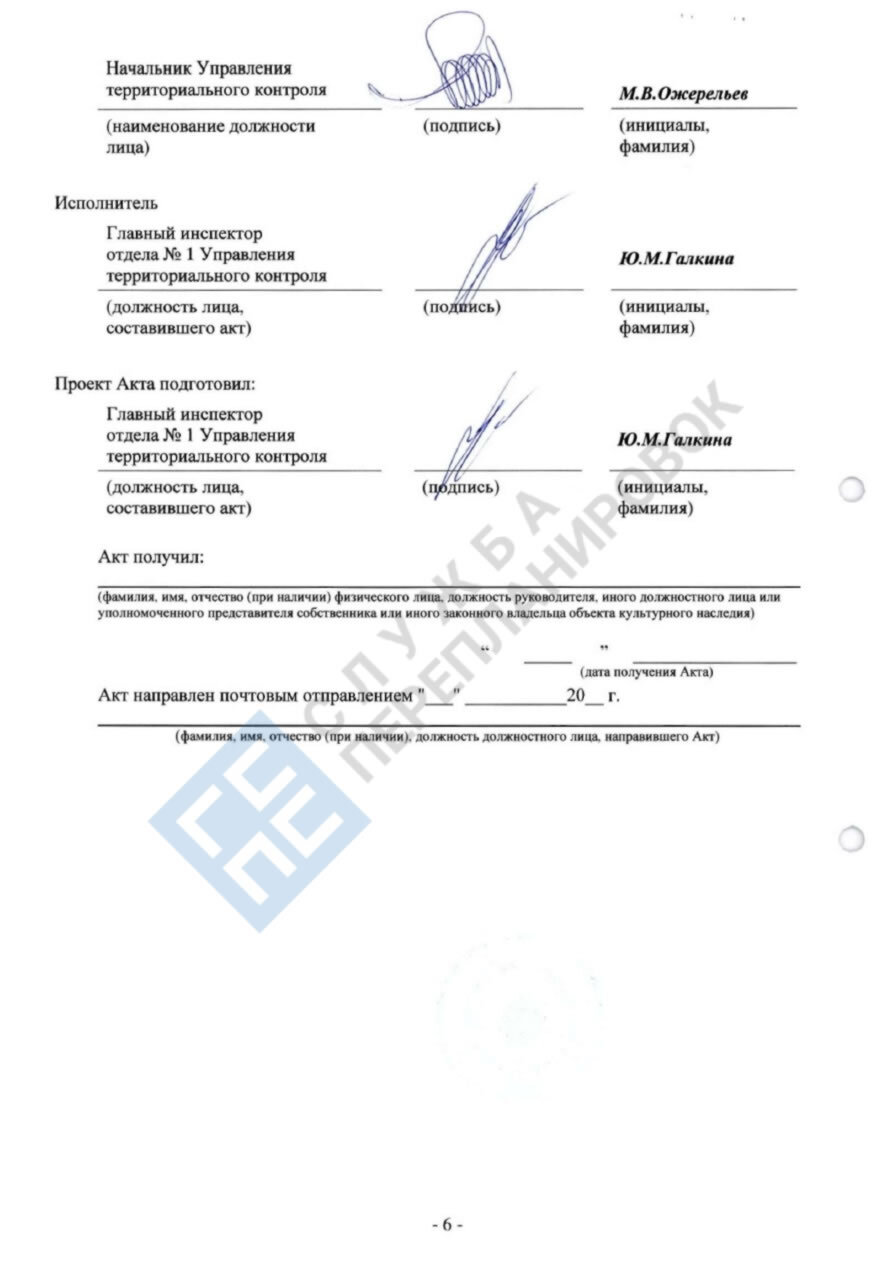 Начальник Управления
территориального контроля
М.В.Ожерельев
(наименование должности
лица)
(подпись)
(инициалы,
фамилия)
Исполнитель
Главный инспектор
отдела № 1 Управления
территориального контроля
Ю.М.Галкина
(должность лица,
составившего акт)
(подпись)
(инициалы,
фамилия)
Проект Акта подготовил:
Главный инспектор
отдела № 1 Управления
территориального контроля
Ю.М.Галкина
(должность лица,
составившего акт)
(подпись)
(инициалы,
фамилия)
Акт получил:
(фамилия, имя, отчество (при наличии) физического лица, должность руководителя, иного должностного лица или
уполномоченного представителя собственника или иного законного владельца объекта культурного наследия)
“ ___ ” ___________
(дата получения Акта)
Акт направлен почтовым отправлением "___" ___________20__ г.
(фамилия, имя, отчество (при наличии), должность должностного лица, направившего Акт)
СЛУЖБА
ПЕРЕПЛАНИРОВОК
- 6 -